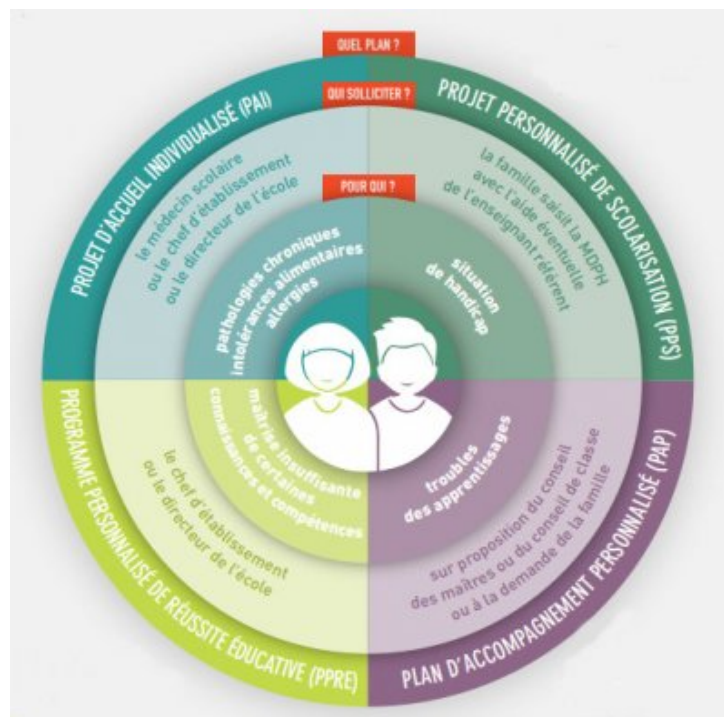 QUEL PLAN ?
QUI SOLLICITER ?
POUR QUI ?
PROJET D'ACCUEIL INDIVIDUALISÉ (PAI)
le médecin scolaire
ou le chef d'établissement
ou le directeur de l'école
pathologies chroniques
intolérances alimentaires
allergies
PROJET PERSONNALISÉ DE SCOLARISATION (PPS)
la famille saisit la MDPH
avec l'aide éventuelle
de l'enseignant référent
situation
de handicap
PROGRAMME PERSONNALISÉ DE RÉUSSITE ÉDUCATIVE (PPRE)
le chef d'établissement
ou le directeur de l'école
maîtrise insuffisante
de certaines
connaissances et compétences
PLAN D'ACCOMPAGNEMENT PERSONNALISÉ (PAP)
sur proposition du conseil
des maîtres ou du conseil de classe
ou à la demande de la famille
troubles
des apprentissages